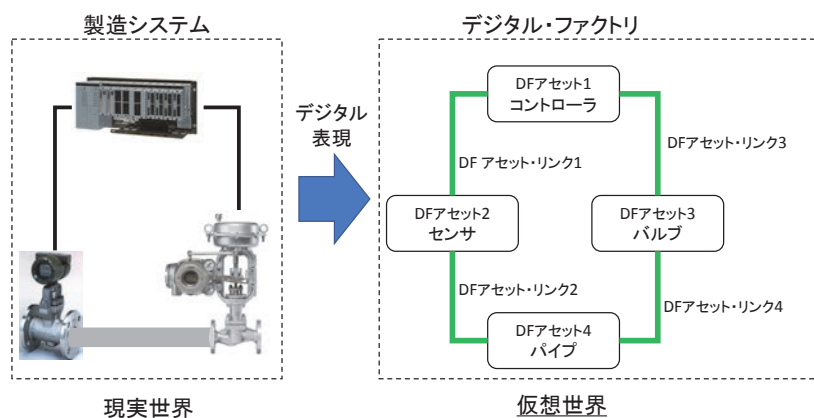 製造システム
デジタル・ファクトリ
デジタル
表現
DFアセット1
コントローラ
DF アセット・リンク1
DFアセット・リンク3
DFアセット2
センサ
DFアセット3
バルブ
DFアセット・リンク2
DFアセット・リンク4
DFアセット4
パイプ
現実世界
仮想世界